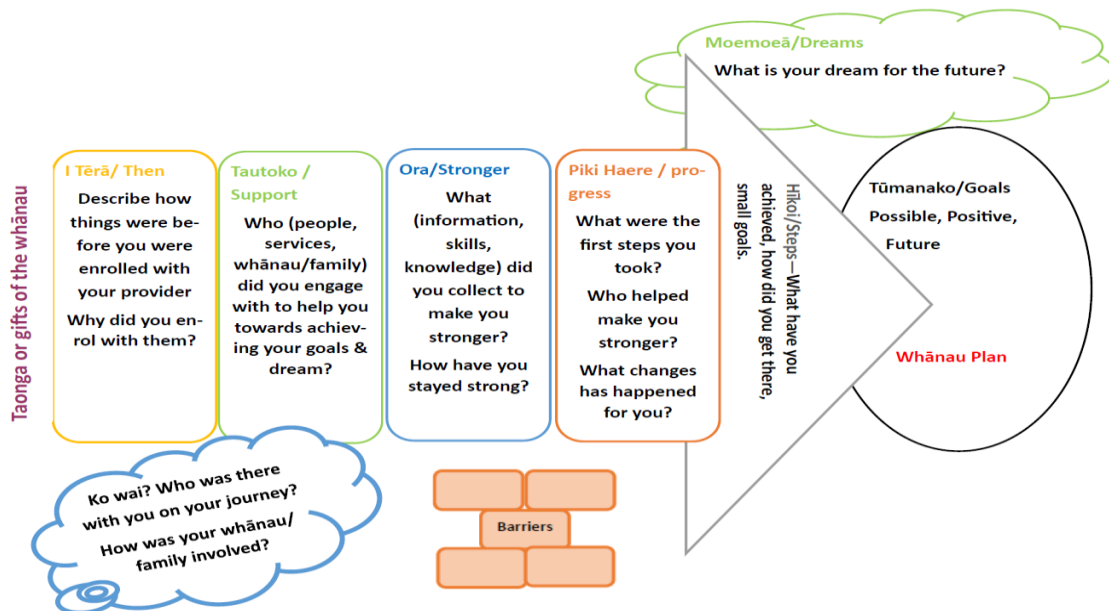 Taonga or gifts of the whānau
I Tērā/ Then
Describe how
things were be-
fore you were
enrolled with
your provider
Why did you en-
rol with them?
Tautoko /
Support
Who (people,
services,
whānau/family)
did you engage
with to help you
towards achiev-
ing your goals &
dream?
Ora/Stronger
What
(information,
skills,
knowledge) did
you collect to
make you
stronger?
How have you
stayed strong?
Piki Haere / pro-
gress
What were the
first steps you
took?
Who helped
make you
stronger?
What changes
has happened
for you?
Hīkoi/Steps—What have you
achieved, how did you get there,
small goals.
Moemoeā/Dreams
What is your dream for the future?
Tūmanako/Goals
Possible, Positive,
Future
Whānau Plan
Ko wai? Who was there
with you on your journey?
How was your whānau/
family involved?
Barriers